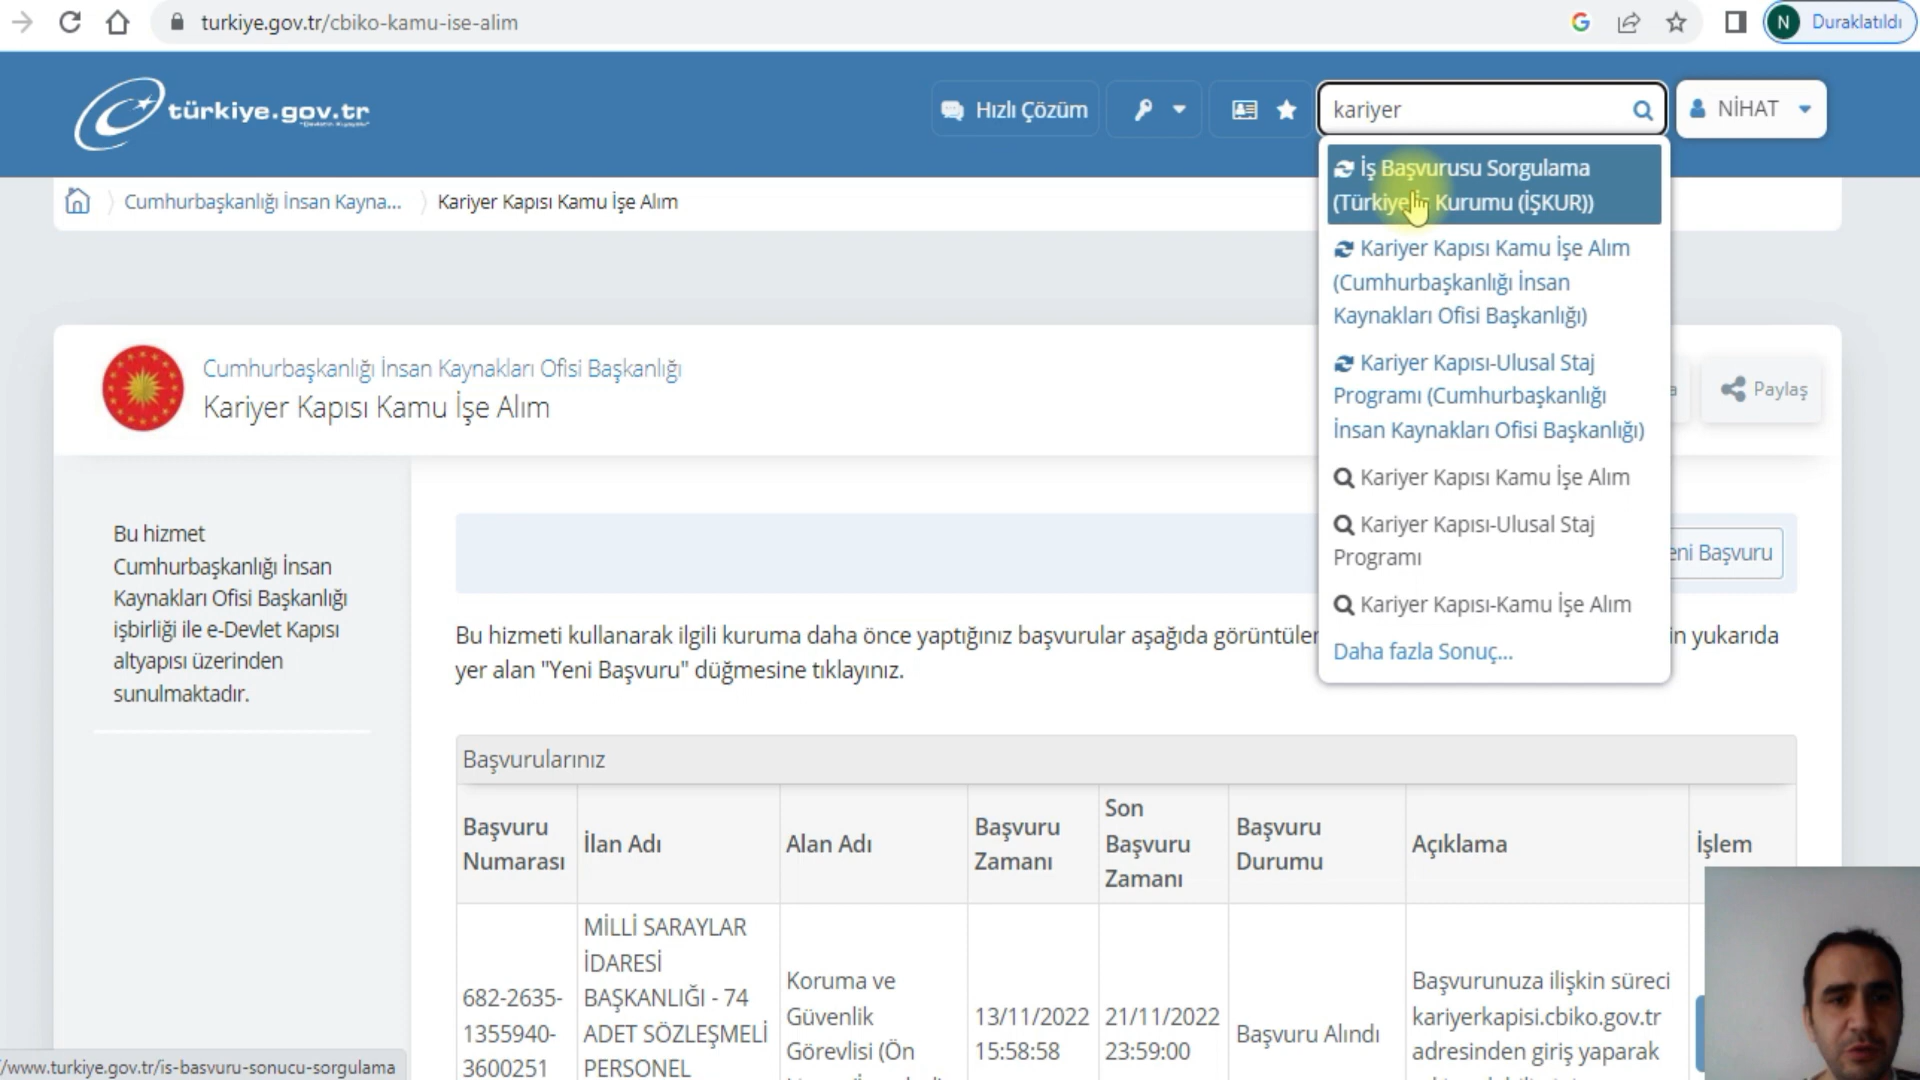 türkiye.gov.tr/cbiko-kamu-ise-alim
N
Duraklatıldı
türkiye.gov.tr
Hızlı Çözüm
kariyer
NİHAT
Cumhurbaşkanlığı İnsan Kayna...
Kariyer Kapısı Kamu İşe Alım
İş Başvurusu Sorgulama
(Türkiye İş Kurumu (İŞKUR))
Kariyer Kapısı Kamu İşe Alım
(Cumhurbaşkanlığı İnsan
Kaynakları Ofisi Başkanlığı)
Kariyer Kapısı-Ulusal Staj
Programı (Cumhurbaşkanlığı
İnsan Kaynakları Ofisi Başkanlığı)
Kariyer Kapısı Kamu İşe Alım
Kariyer Kapısı-Ulusal Staj
Programı
Kariyer Kapısı-Kamu İşe Alım
Daha fazla Sonuç...
Cumhurbaşkanlığı İnsan Kaynakları Ofisi Başkanlığı
Kariyer Kapısı Kamu İşe Alım
Paylaş
Bu hizmet
Cumhurbaşkanlığı İnsan
Kaynakları Ofisi Başkanlığı
işbirliği ile e-Devlet Kapısı
altyapısı üzerinden
sunulmaktadır.
eni Başvuru
Bu hizmeti kullanarak ilgili kuruma daha önce yaptığınız başvurular aşağıda görüntüler in yukarıda
yer alan "Yeni Başvuru" düğmesine tıklayınız.
Başvurularınız
Başvuru
Numarası
İlan Adı
Alan Adı
Başvuru
Zamanı
Son
Başvuru
Zamanı
Başvuru
Durumu
Açıklama
İşlem
682-2635-
1355940-
3600251
MİLLİ SARAYLAR
İDARESİ
BAŞKANLIĞI - 74
ADET SÖZLEŞMELİ
PERSONEL
Koruma ve
Güvenlik
Görevlisi (Ön
13/11/2022
15:58:58
21/11/2022
23:59:00
Başvuru Alındı
Başvurunuza ilişkin süreci
kariyerkapisi.cbiko.gov.tr
adresinden giriş yaparak
/www.turkiye.gov.tr/is-basvuru-sonucu-sorgulama